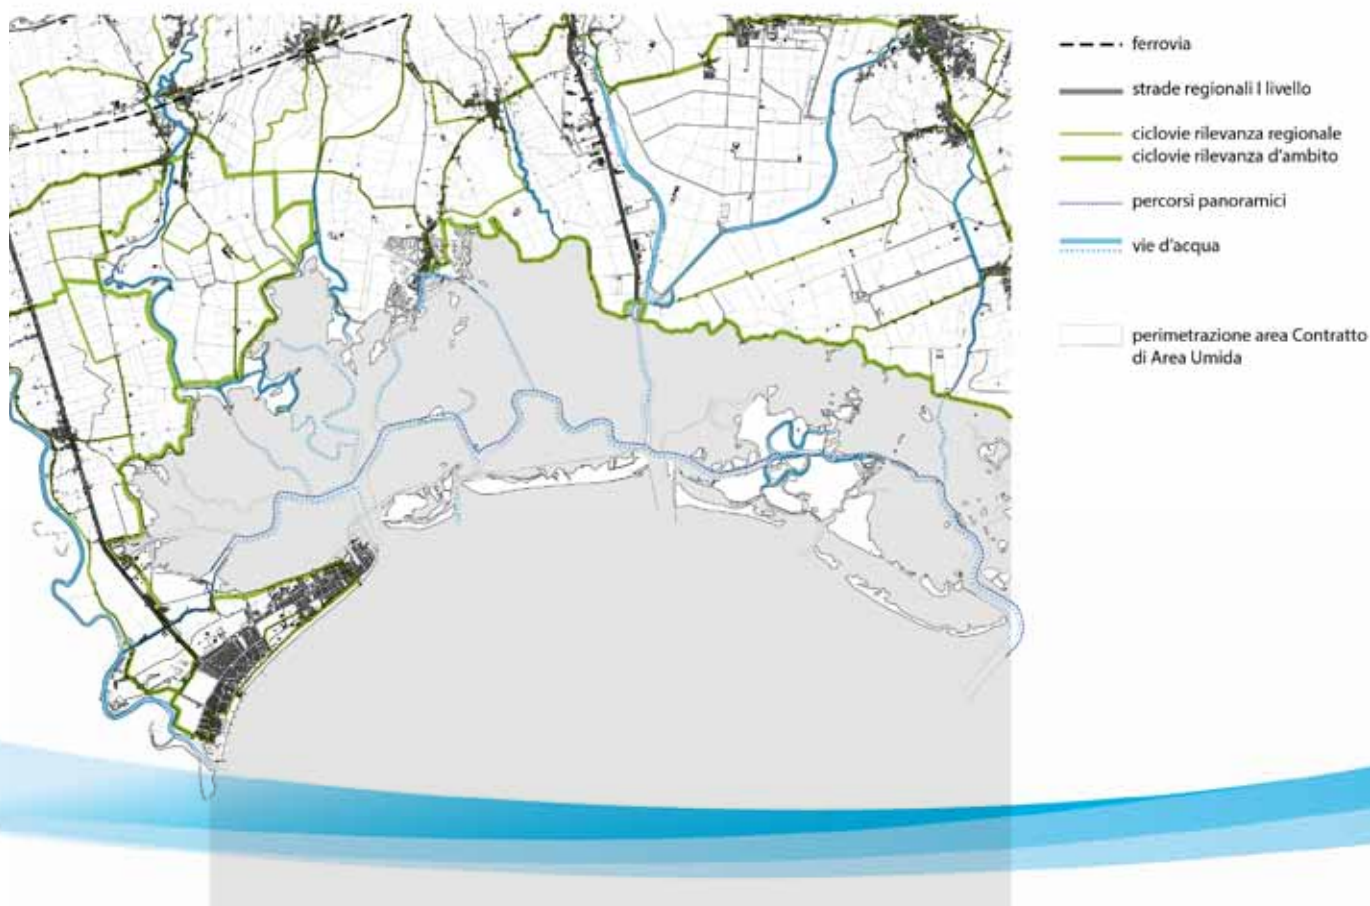 ferrovia
strade regionali I livello
ciclovie rilevanza regionale
ciclovie rilevanza d'ambito
percorsi panoramici
vie d'acqua
perimetrazione area Contratto
di Area Umida